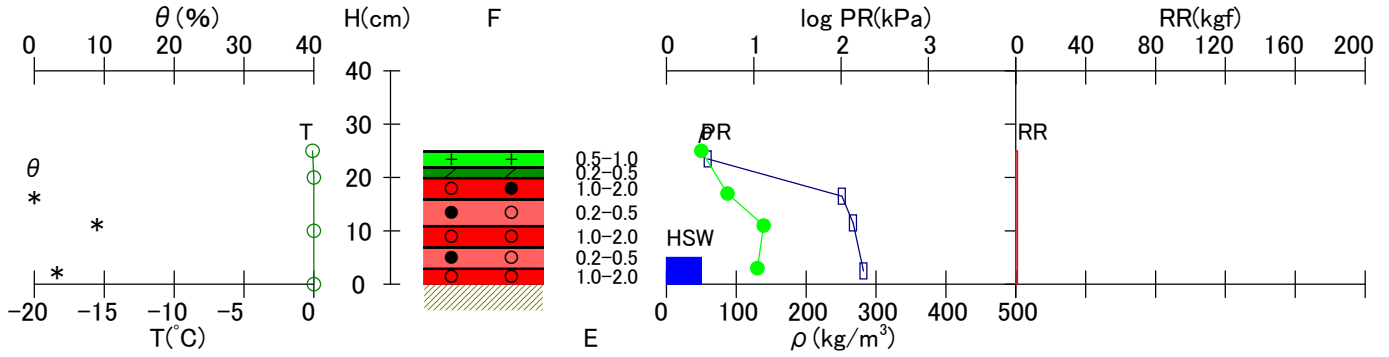 θ(%) H(cm) F log PR(kPa) RR(kgf)
0 10 20 30 40 0 1 2 3 0 40 80 120 160 200
40
30
T ρ PR RR
0.5-1.0
θ 20 0.2-0.5
1.0-2.0
0.2-0.5
10 1.0-2.0
HSW
0.2-0.5
1.0-2.0
0
-20 -15 -10 -5 0 0 100 200 300 400 500
T(°C) E ρ(kg/m³)